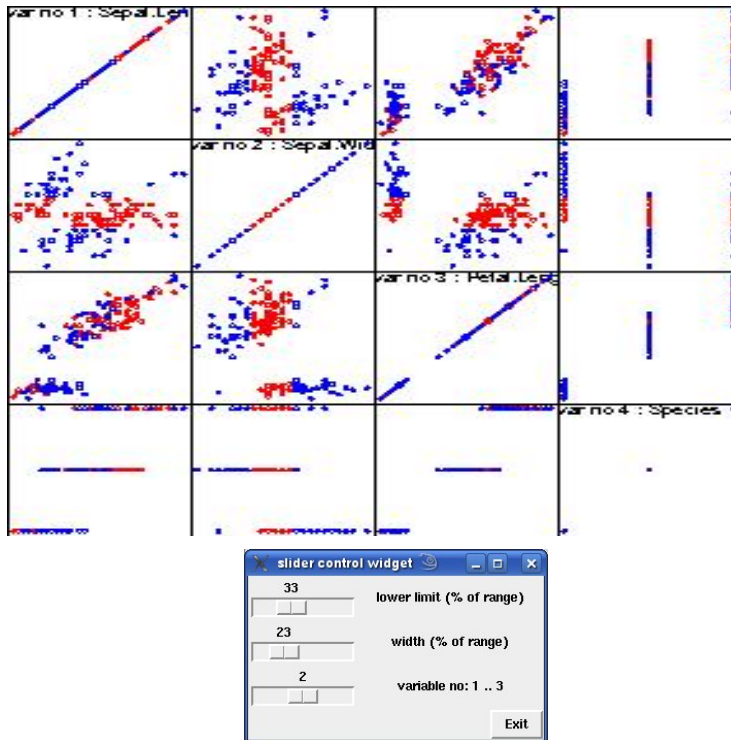 var no 1 : Sepal.Len
var no 2 : Sepal.Wid
var no 3 : Petal.Leng
var no 4 : Species
slider control widget
33
lower limit (% of range)
23
width (% of range)
2
variable no: 1 .. 3
Exit